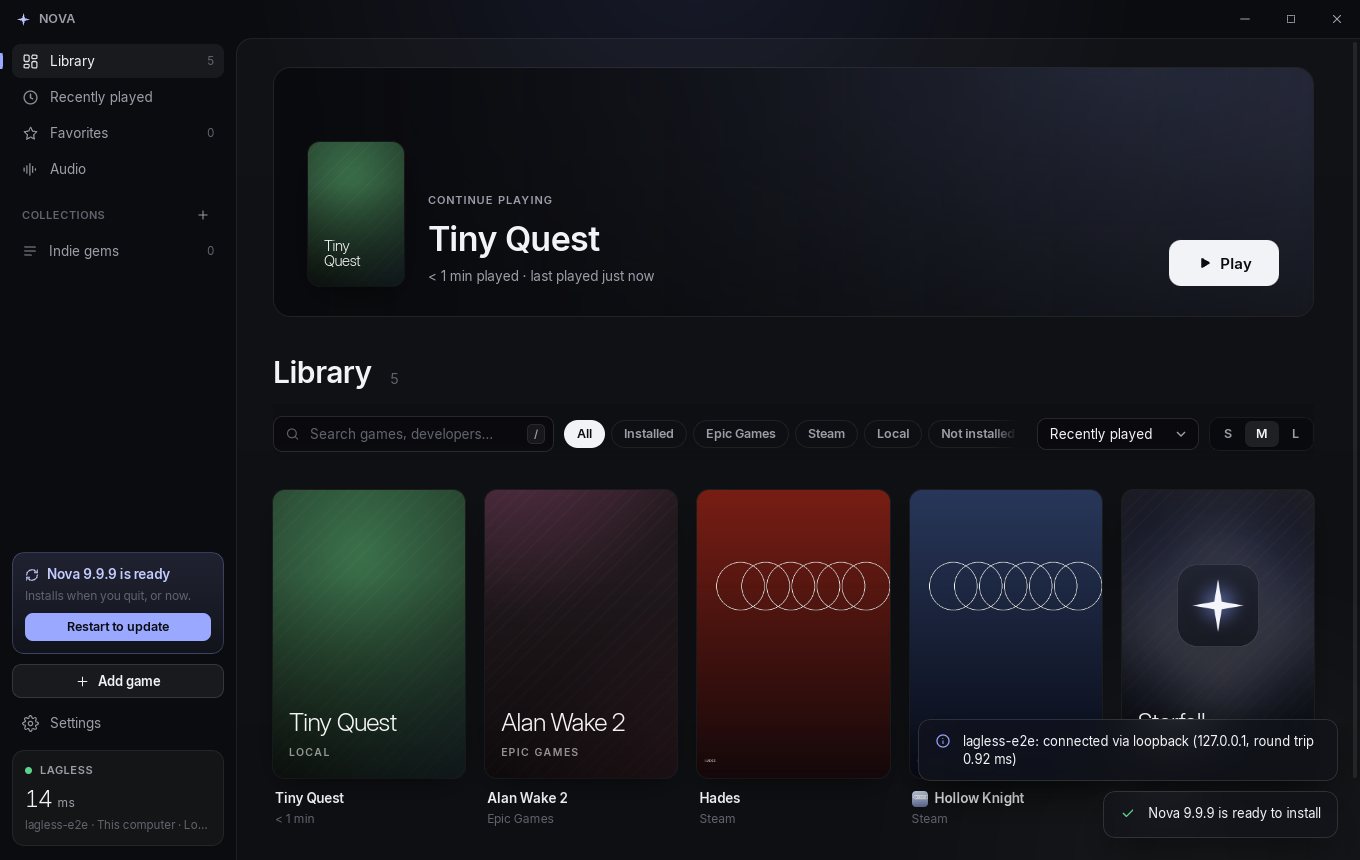 NOVA
Library 5
Recently played
Favorites 0
Audio
COLLECTIONS
Indie gems 0
Nova 9.9.9 is ready
Installs when you quit, or now.
Restart to update
Add game
Settings
LAGLESS
14 ms
lagless-e2e · This computer · Lo...
Tiny
Quest
CONTINUE PLAYING
Tiny Quest
< 1 min played · last played just now
Play
Library 5
Search games, developers... /
All Installed Epic Games Steam Local Not installed
Recently played
S M L
Tiny Quest
LOCAL
Alan Wake 2
EPIC GAMES
Tiny Quest
< 1 min
Alan Wake 2
Epic Games
Hades
Steam
Hollow Knight
Steam
lagless-e2e: connected via loopback (127.0.0.1, round trip
0.92 ms)
Nova 9.9.9 is ready to install